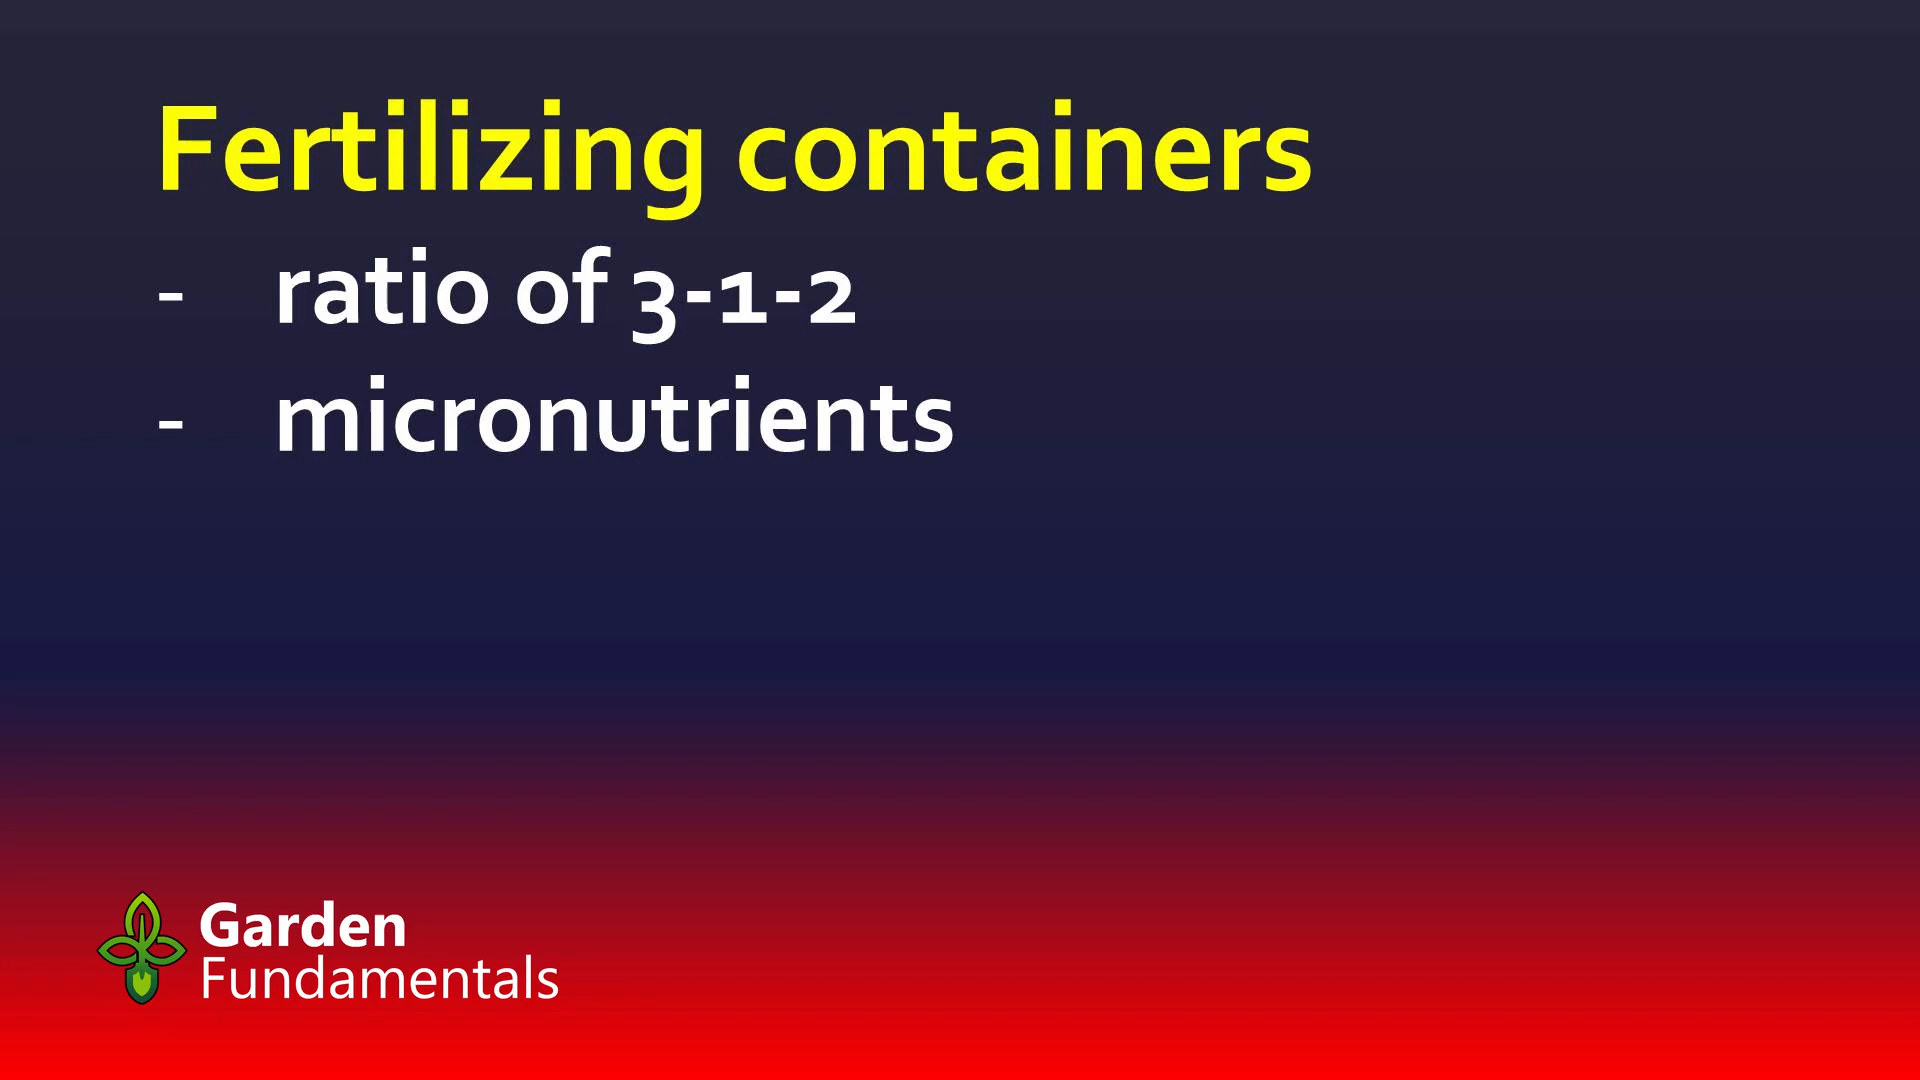 Fertilizing containers
- ratio of 3-1-2
- micronutrients
Garden
Fundamentals